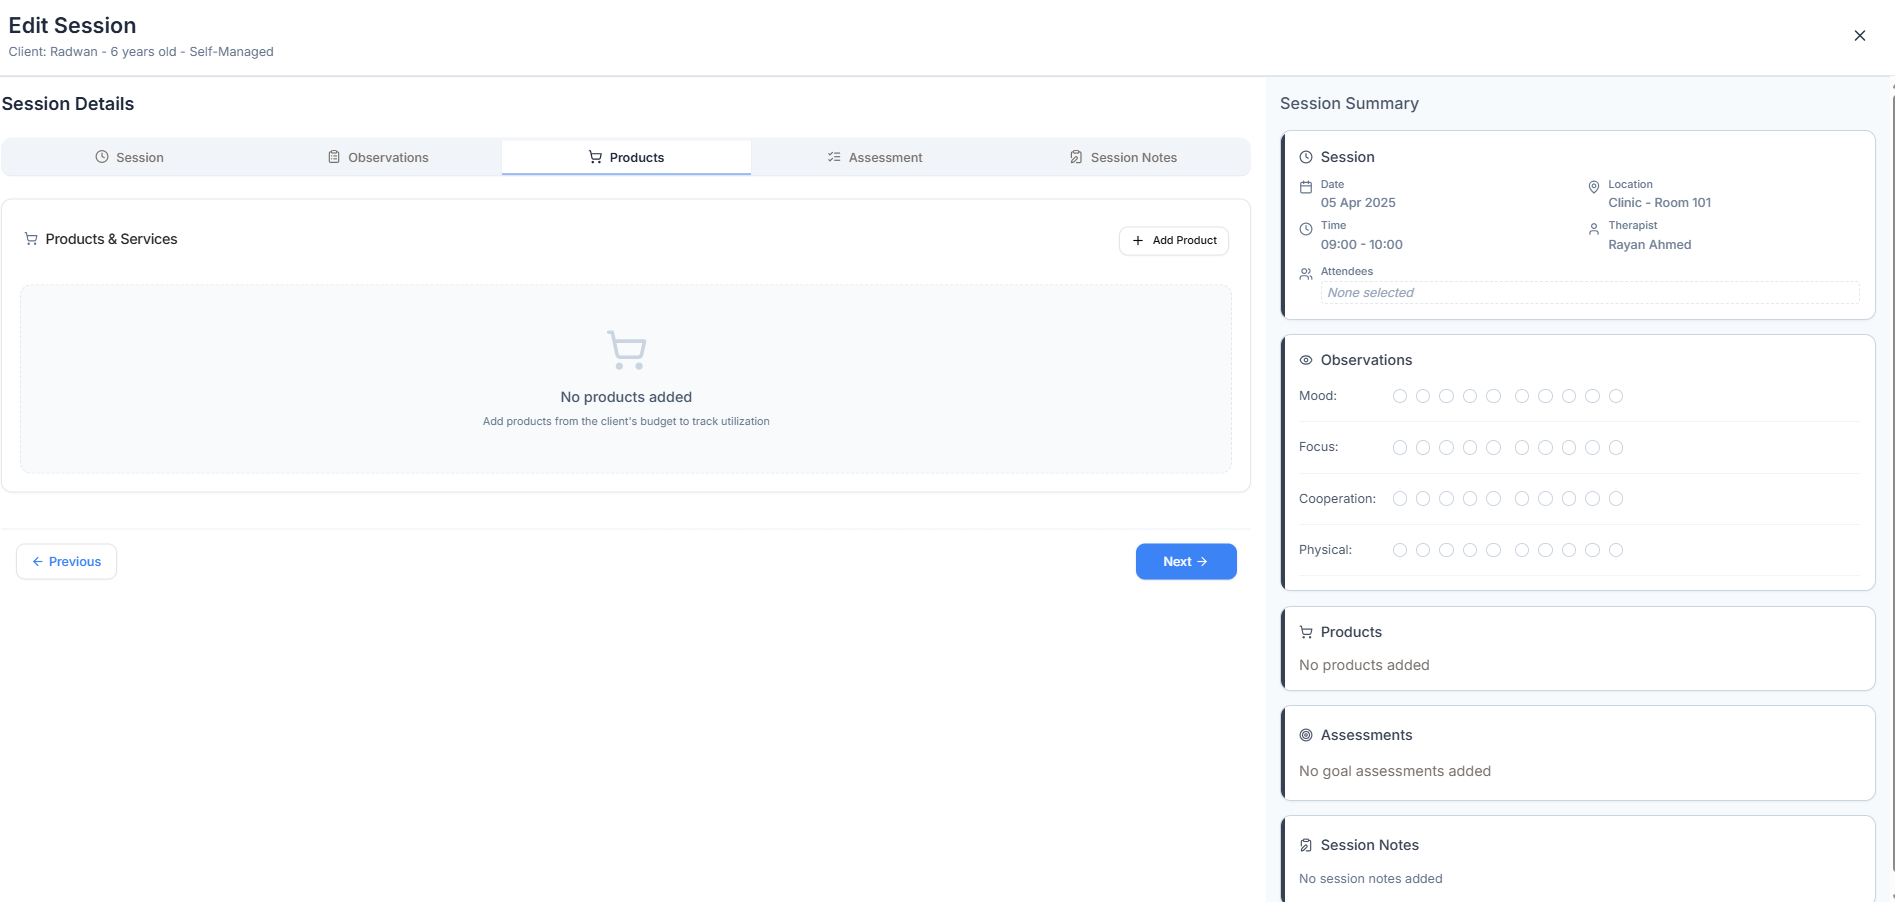 Edit Session
Client: Radwan - 6 years old - Self-Managed
Session Details
Session
Observations
Products
Assessment
Session Notes
Products & Services
Add Product
No products added
Add products from the client's budget to track utilization
Previous
Next
Session Summary
Session
Date
05 Apr 2025
Location
Clinic - Room 101
Time
09:00 - 10:00
Therapist
Rayan Ahmed
Attendees
None selected
Observations
Mood:
Focus:
Cooperation:
Physical:
Products
No products added
Assessments
No goal assessments added
Session Notes
No session notes added